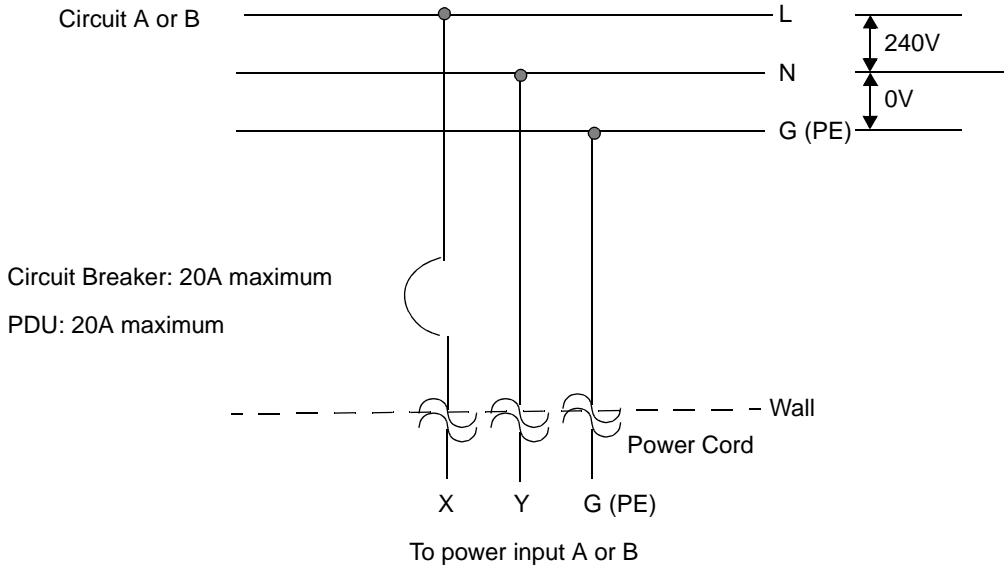 Circuit A or B
L
240V
N
0V
G (PE)
Circuit Breaker: 20A maximum
PDU: 20A maximum
Wall
Power Cord
X Y G (PE)
To power input A or B